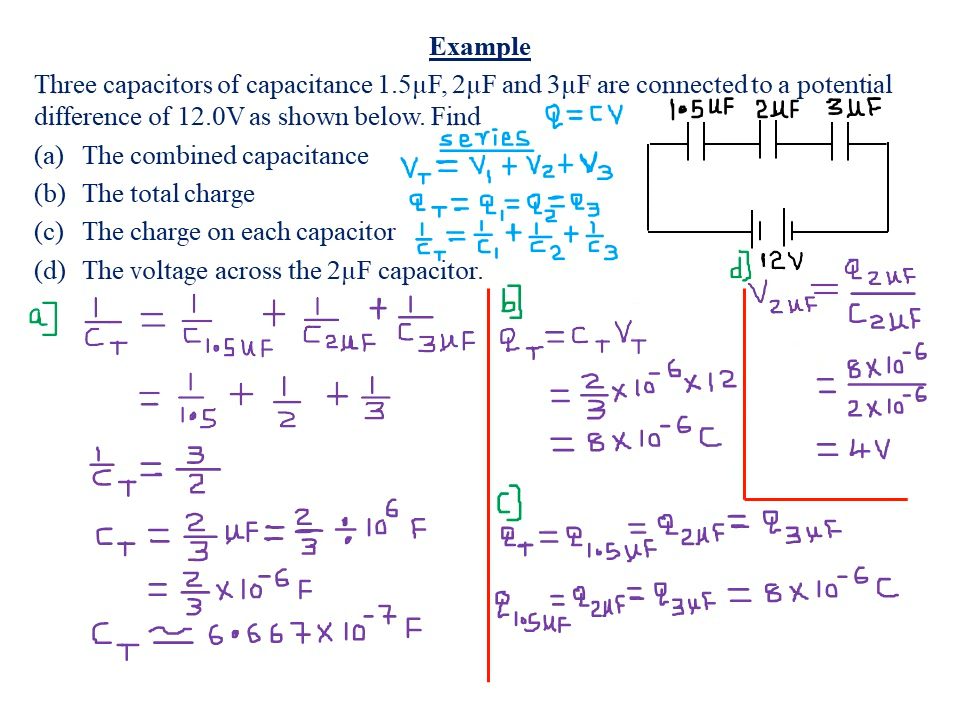 Example
Three capacitors of capacitance 1.5µF, 2µF and 3µF are connected to a potential
difference of 12.0V as shown below. Find
(a) The combined capacitance
(b) The total charge
(c) The charge on each capacitor
(d) The voltage across the 2µF capacitor.
Q = CV
series
V_T = V_1 + V_2 + V_3
Q_T = Q_1 = Q_2 = Q_3
1/C_T = 1/C_1 + 1/C_2 + 1/C_3
1.5µF 2µF 3µF
12V
a] 1/C_T = 1/C_1.5µF + 1/C_2µF + 1/C_3µF
= 1/1.5 + 1/2 + 1/3
1/C_T = 3/2
C_T = 2/3 µF = 2/3 ÷ 10^6 F
= 2/3 × 10^-6 F
C_T ≃ 6.667 × 10^-7 F
b]
Q_T = C_T V_T
= 2/3 × 10^-6 × 12
= 8 × 10^-6 C
c]
Q_T = Q_1.5µF = Q_2µF = Q_3µF
Q_1.5µF = Q_2µF = Q_3µF = 8 × 10^-6 C
d]
V_2µF = Q_2µF / C_2µF
= 8 × 10^-6 / 2 × 10^-6
= 4V